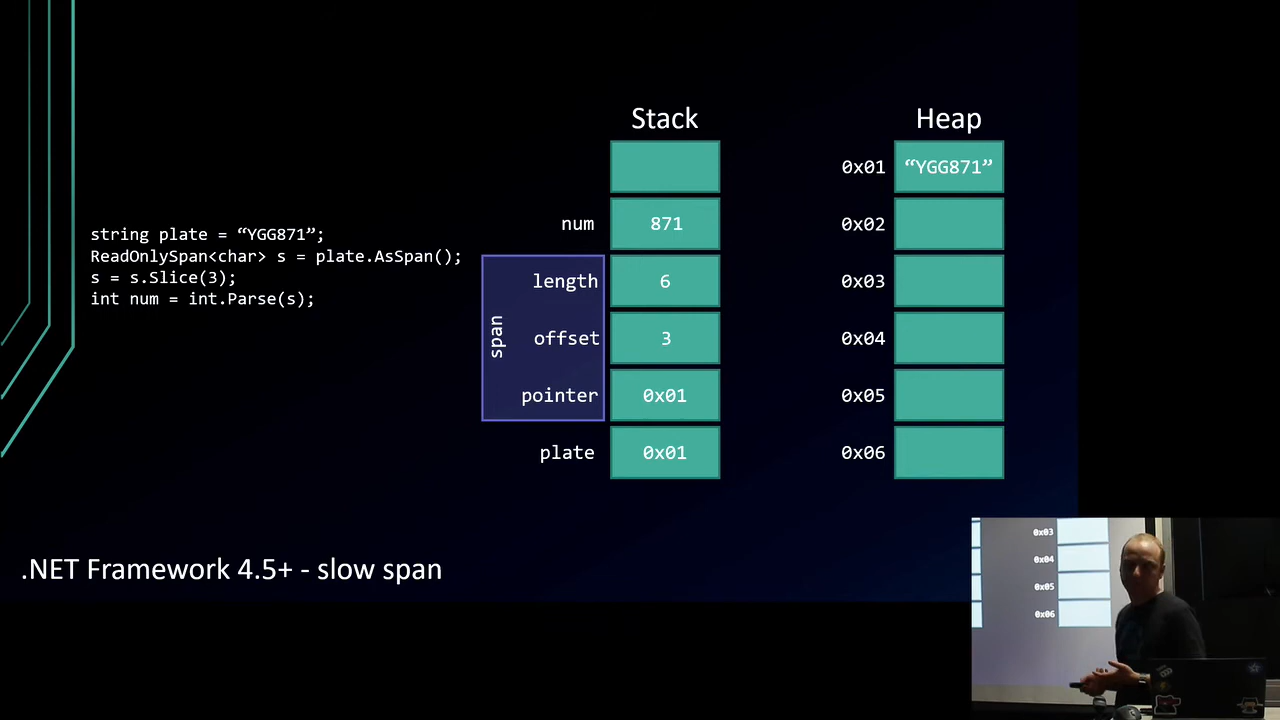 Stack
Heap
0x01
“YGG871”
num
871
0x02
string plate = “YGG871”;
ReadOnlySpan<char> s = plate.AsSpan();
s = s.Slice(3);
int num = int.Parse(s);
span
length
6
0x03
offset
3
0x04
pointer
0x01
0x05
plate
0x01
0x06
.NET Framework 4.5+ - slow span
0x03
0x04
0x05
0x06